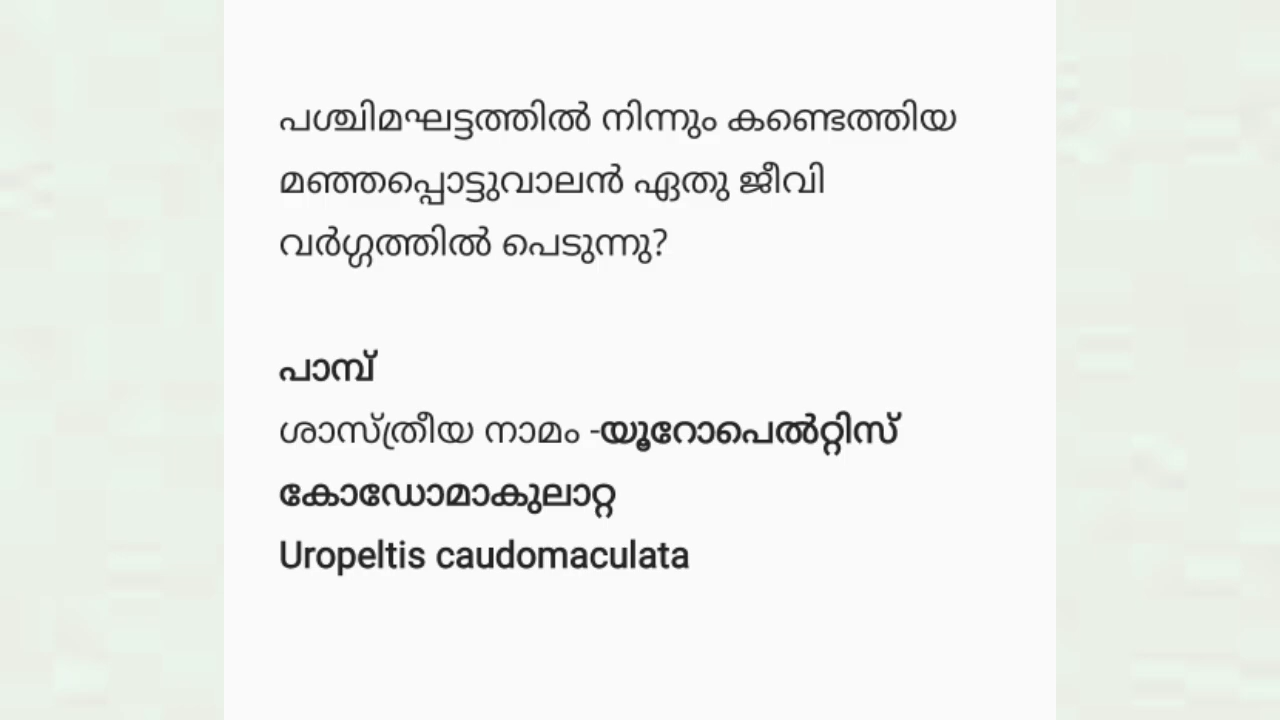 പശ്ചിമഘട്ടത്തിൽ നിന്നും കണ്ടെത്തിയ
മഞ്ഞപ്പൊട്ടുവാലൻ ഏതു ജീവി
വർഗ്ഗത്തിൽ പെടുന്നു?
പാമ്പ്
ശാസ്ത്രീയ നാമം -യൂറോപെൽറ്റിസ്
കോഡോമാകുലാറ്റ
Uropeltis caudomaculata